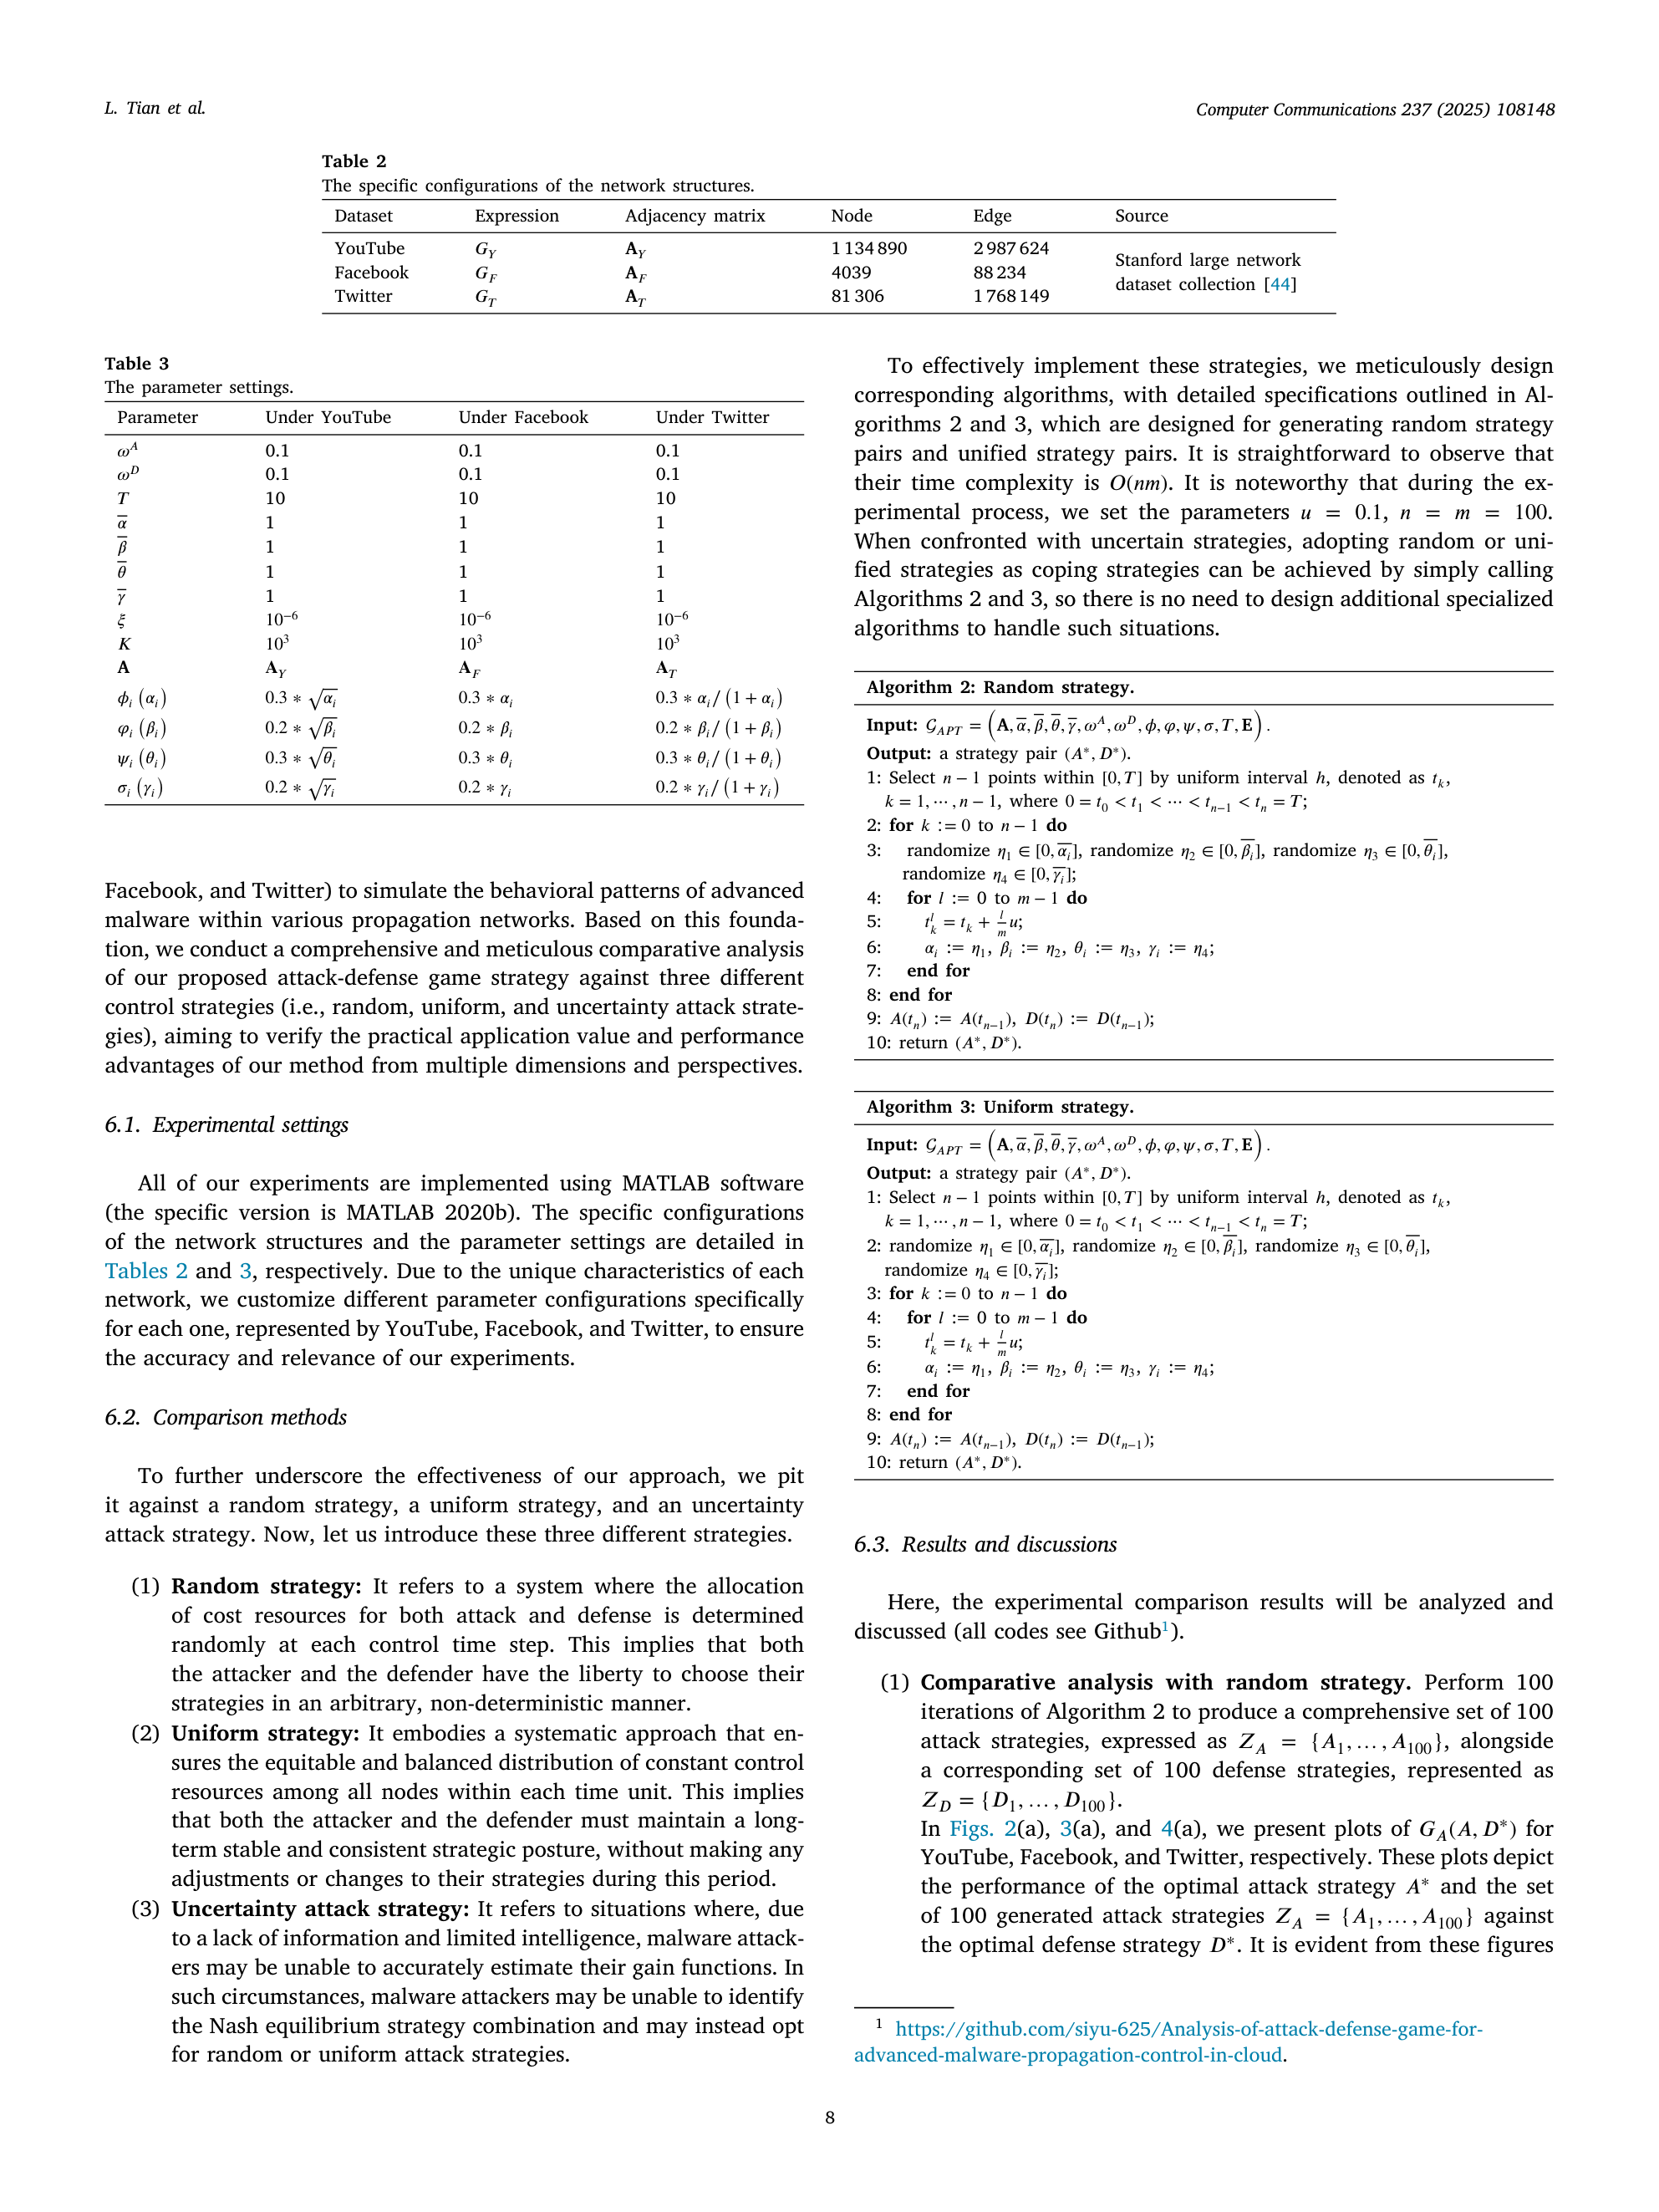 L. Tian et al.
Computer Communications 237 (2025) 108148
Table 2
The specific configurations of the network structures.
Dataset Expression Adjacency matrix Node Edge Source
YouTube G_Y A_Y 1 134 890 2 987 624 Stanford large network dataset collection [44]
Facebook G_F A_F 4039 88 234
Twitter G_T A_T 81 306 1 768 149
Table 3
The parameter settings.
Parameter Under YouTube Under Facebook Under Twitter
ω^A 0.1 0.1 0.1
ω^D 0.1 0.1 0.1
T 10 10 10
α̅ 1 1 1
β̅ 1 1 1
θ̅ 1 1 1
γ̅ 1 1 1
ξ 10^−6 10^−6 10^−6
K 10^3 10^3 10^3
A A_Y A_F A_T
ϕ_i (α_i) 0.3 * √α_i 0.3 * α_i 0.3 * α_i/ (1 + α_i)
φ_i (β_i) 0.2 * √β_i 0.2 * β_i 0.2 * β_i/ (1 + β_i)
ψ_i (θ_i) 0.3 * √θ_i 0.3 * θ_i 0.3 * θ_i/ (1 + θ_i)
σ_i (γ_i) 0.2 * √γ_i 0.2 * γ_i 0.2 * γ_i/ (1 + γ_i)
Facebook, and Twitter) to simulate the behavioral patterns of advanced
malware within various propagation networks. Based on this founda-
tion, we conduct a comprehensive and meticulous comparative analysis
of our proposed attack-defense game strategy against three different
control strategies (i.e., random, uniform, and uncertainty attack strate-
gies), aiming to verify the practical application value and performance
advantages of our method from multiple dimensions and perspectives.
6.1. Experimental settings
All of our experiments are implemented using MATLAB software
(the specific version is MATLAB 2020b). The specific configurations
of the network structures and the parameter settings are detailed in
Tables 2 and 3, respectively. Due to the unique characteristics of each
network, we customize different parameter configurations specifically
for each one, represented by YouTube, Facebook, and Twitter, to ensure
the accuracy and relevance of our experiments.
6.2. Comparison methods
To further underscore the effectiveness of our approach, we pit
it against a random strategy, a uniform strategy, and an uncertainty
attack strategy. Now, let us introduce these three different strategies.
(1) Random strategy: It refers to a system where the allocation
of cost resources for both attack and defense is determined
randomly at each control time step. This implies that both
the attacker and the defender have the liberty to choose their
strategies in an arbitrary, non-deterministic manner.
(2) Uniform strategy: It embodies a systematic approach that en-
sures the equitable and balanced distribution of constant control
resources among all nodes within each time unit. This implies
that both the attacker and the defender must maintain a long-
term stable and consistent strategic posture, without making any
adjustments or changes to their strategies during this period.
(3) Uncertainty attack strategy: It refers to situations where, due
to a lack of information and limited intelligence, malware attack-
ers may be unable to accurately estimate their gain functions. In
such circumstances, malware attackers may be unable to identify
the Nash equilibrium strategy combination and may instead opt
for random or uniform attack strategies.
To effectively implement these strategies, we meticulously design
corresponding algorithms, with detailed specifications outlined in Al-
gorithms 2 and 3, which are designed for generating random strategy
pairs and unified strategy pairs. It is straightforward to observe that
their time complexity is O(nm). It is noteworthy that during the ex-
perimental process, we set the parameters u = 0.1, n = m = 100.
When confronted with uncertain strategies, adopting random or uni-
fied strategies as coping strategies can be achieved by simply calling
Algorithms 2 and 3, so there is no need to design additional specialized
algorithms to handle such situations.
Algorithm 2: Random strategy.
Input: G_APT = (A, α̅, β̅, θ̅, γ̅, ω^A, ω^D, ϕ, φ, ψ, σ, T, E).
Output: a strategy pair (A*, D*).
1: Select n − 1 points within [0, T] by uniform interval h, denoted as t_k,
k = 1, ⋯, n − 1, where 0 = t_0 < t_1 < ⋯ < t_{n−1} < t_n = T;
2: for k := 0 to n − 1 do
3: randomize η_1 ∈ [0, α̅_i], randomize η_2 ∈ [0, β̅_i], randomize η_3 ∈ [0, θ̅_i],
randomize η_4 ∈ [0, γ̅_i];
4: for l := 0 to m − 1 do
5: t_k^l = t_k + l/m u;
6: α_i := η_1, β_i := η_2, θ_i := η_3, γ_i := η_4;
7: end for
8: end for
9: A(t_n) := A(t_{n−1}), D(t_n) := D(t_{n−1});
10: return (A*, D*).
Algorithm 3: Uniform strategy.
Input: G_APT = (A, α̅, β̅, θ̅, γ̅, ω^A, ω^D, ϕ, φ, ψ, σ, T, E).
Output: a strategy pair (A*, D*).
1: Select n − 1 points within [0, T] by uniform interval h, denoted as t_k,
k = 1, ⋯, n − 1, where 0 = t_0 < t_1 < ⋯ < t_{n−1} < t_n = T;
2: randomize η_1 ∈ [0, α̅_i], randomize η_2 ∈ [0, β̅_i], randomize η_3 ∈ [0, θ̅_i],
randomize η_4 ∈ [0, γ̅_i];
3: for k := 0 to n − 1 do
4: for l := 0 to m − 1 do
5: t_k^l = t_k + l/m u;
6: α_i := η_1, β_i := η_2, θ_i := η_3, γ_i := η_4;
7: end for
8: end for
9: A(t_n) := A(t_{n−1}), D(t_n) := D(t_{n−1});
10: return (A*, D*).
6.3. Results and discussions
Here, the experimental comparison results will be analyzed and
discussed (all codes see Github^1).
(1) Comparative analysis with random strategy. Perform 100
iterations of Algorithm 2 to produce a comprehensive set of 100
attack strategies, expressed as Z_A = {A_1, … , A_100}, alongside
a corresponding set of 100 defense strategies, represented as
Z_D = {D_1, … , D_100}.
In Figs. 2(a), 3(a), and 4(a), we present plots of G_A(A, D*) for
YouTube, Facebook, and Twitter, respectively. These plots depict
the performance of the optimal attack strategy A* and the set
of 100 generated attack strategies Z_A = {A_1, … , A_100} against
the optimal defense strategy D*. It is evident from these figures
1 https://github.com/siyu-625/Analysis-of-attack-defense-game-for-
advanced-malware-propagation-control-in-cloud.
8